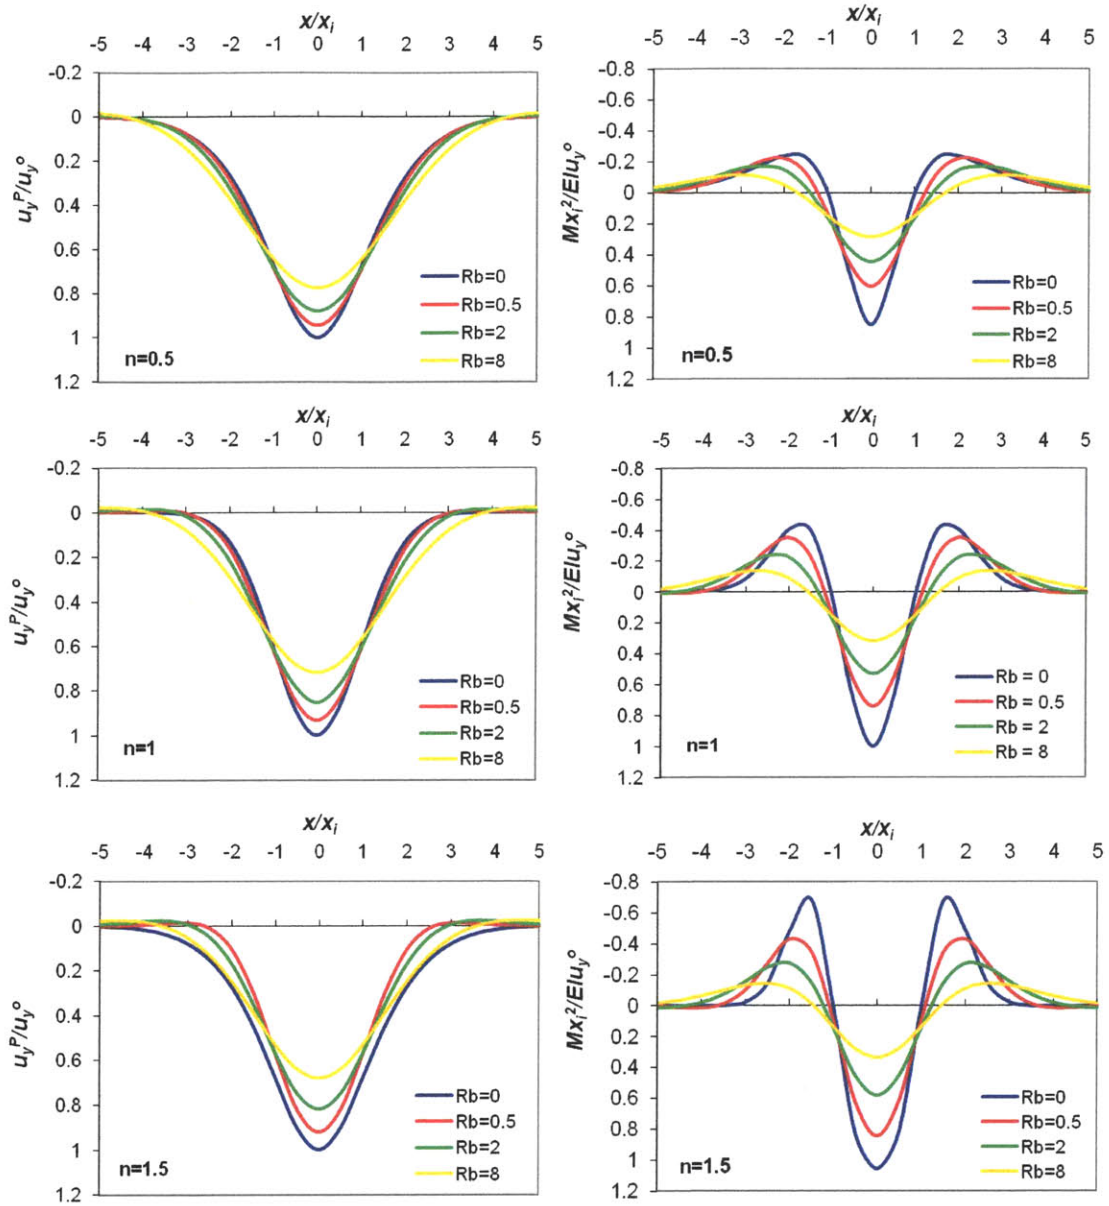 x/xi
-5 -4 -3 -2 -1 0 1 2 3 4 5
-0.2
0
0.2
0.4
0.6
0.8
1
1.2
uyP/uyo
Rb=0
Rb=0.5
Rb=2
Rb=8
n=0.5
x/xi
-5 -4 -3 -2 -1 0 1 2 3 4 5
-0.8
-0.6
-0.4
-0.2
0
0.2
0.4
0.6
0.8
1
1.2
Mxi2/EIuyo
Rb=0
Rb=0.5
Rb=2
Rb=8
n=0.5
x/xi
-5 -4 -3 -2 -1 0 1 2 3 4 5
-0.2
0
0.2
0.4
0.6
0.8
1
1.2
uyP/uyo
Rb=0
Rb=0.5
Rb=2
Rb=8
n=1
x/xi
-5 -4 -3 -2 -1 0 1 2 3 4 5
-0.8
-0.6
-0.4
-0.2
0
0.2
0.4
0.6
0.8
1
1.2
Mxi2/EIuyo
Rb = 0
Rb = 0.5
Rb = 2
Rb = 8
n=1
x/xi
-5 -4 -3 -2 -1 0 1 2 3 4 5
-0.2
0
0.2
0.4
0.6
0.8
1
1.2
uyP/uyo
Rb=0
Rb=0.5
Rb=2
Rb=8
n=1.5
x/xi
-5 -4 -3 -2 -1 0 1 2 3 4 5
-0.8
-0.6
-0.4
-0.2
0
0.2
0.4
0.6
0.8
1
1.2
Mxi2/EIuyo
Rb=0
Rb=0.5
Rb=2
Rb=8
n=1.5